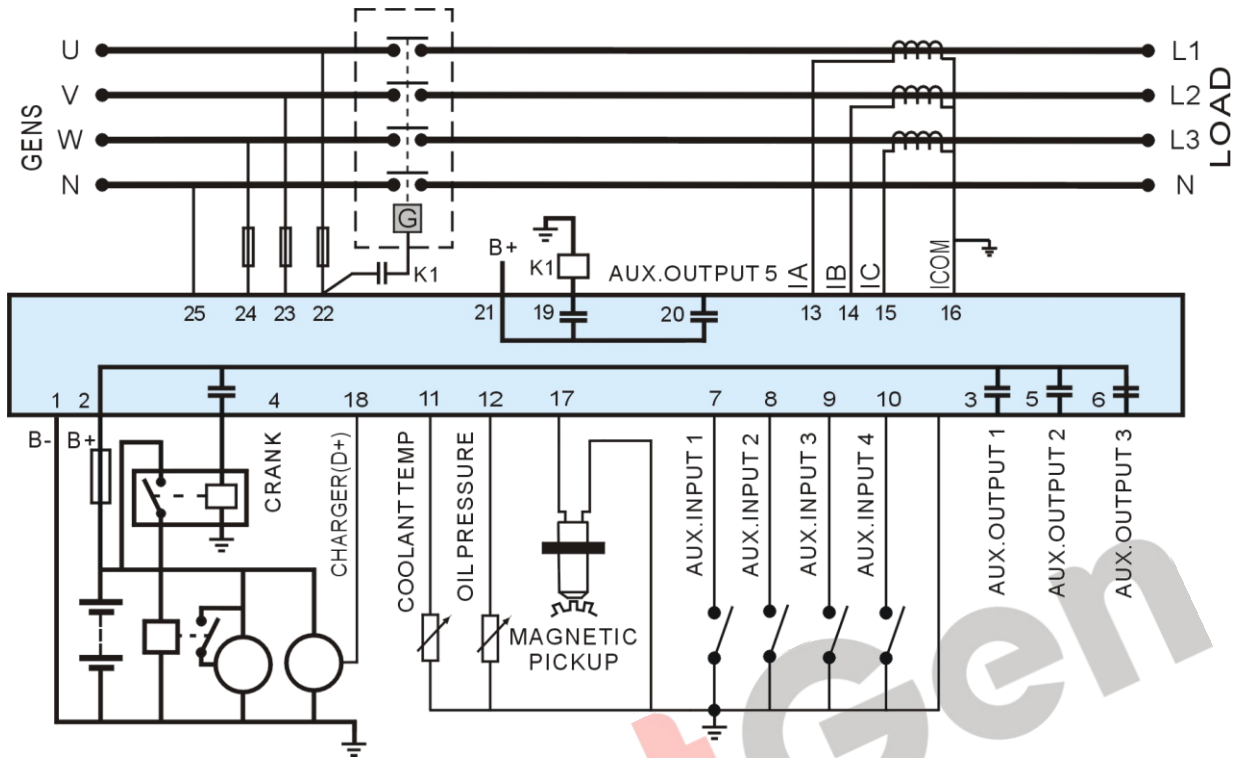 U
V
W
N
GENS
L1
L2
L3
N
LOAD
G
K1
B+
K1
AUX.OUTPUT 5
IA
IB
IC
ICOM
25
24
23
22
21
19
20
13
14
15
16
1
2
4
18
11
12
17
7
8
9
10
3
5
6
B-
B+
CRANK
CHARGER(D+)
COOLANT TEMP
OIL PRESSURE
MAGNETIC
PICKUP
AUX.INPUT 1
AUX.INPUT 2
AUX.INPUT 3
AUX.INPUT 4
AUX.OUTPUT 1
AUX.OUTPUT 2
AUX.OUTPUT 3
Gen